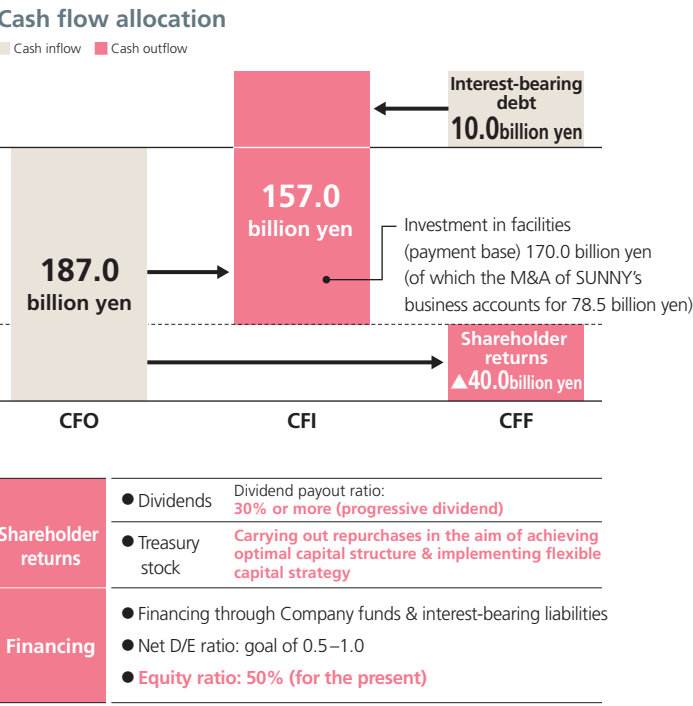 Cash flow allocation
Cash inflow Cash outflow
Interest-bearing
debt
10.0billion yen
157.0
billion yen
187.0
billion yen
Investment in facilities
(payment base) 170.0 billion yen
(of which the M&A of SUNNY's
business accounts for 78.5 billion yen)
Shareholder
returns
▲40.0billion yen
CFO CFI CFF
Shareholder
returns
● Dividends
Dividend payout ratio:
30% or more (progressive dividend)
● Treasury
stock
Carrying out repurchases in the aim of achieving
optimal capital structure & implementing flexible
capital strategy
Financing
● Financing through Company funds & interest-bearing liabilities
● Net D/E ratio: goal of 0.5–1.0
● Equity ratio: 50% (for the present)